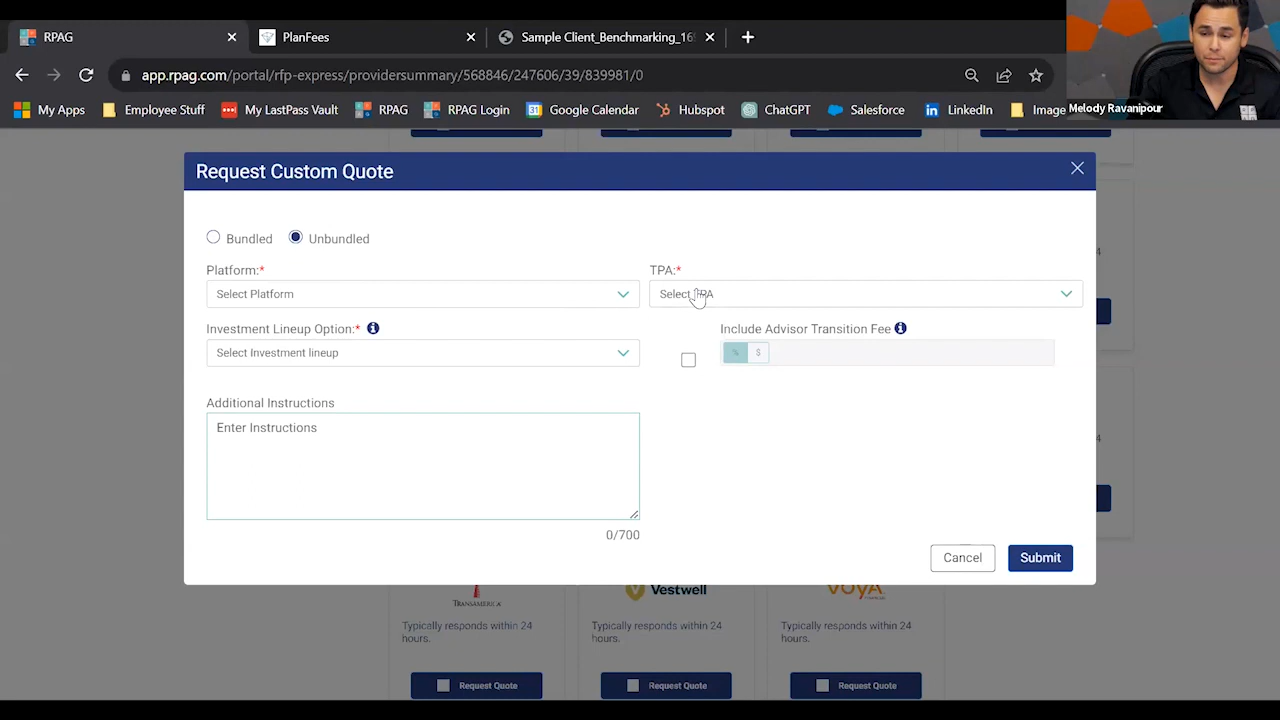 RPAG
PlanFees
Sample Client_Benchmarking_16
app.rpag.com/portal/rfp-express/providersummary/568846/247606/39/839981/0
My Apps
Employee Stuff
My LastPass Vault
RPAG
RPAG Login
Google Calendar
Hubspot
ChatGPT
Salesforce
LinkedIn
Image
Melody Ravanipour
Request Custom Quote
Bundled
Unbundled
Platform:*
TPA:*
Select Platform
Select TPA
Investment Lineup Option:*
Include Advisor Transition Fee
Select Investment lineup
% $
Additional Instructions
Enter Instructions
0/700
Cancel
Submit
TRANSAMERICA
Vestwell
VOYA
FINANCIAL
Typically responds within 24
hours.
Typically responds within 24
hours.
Typically responds within 24
hours.
Request Quote
Request Quote
Request Quote